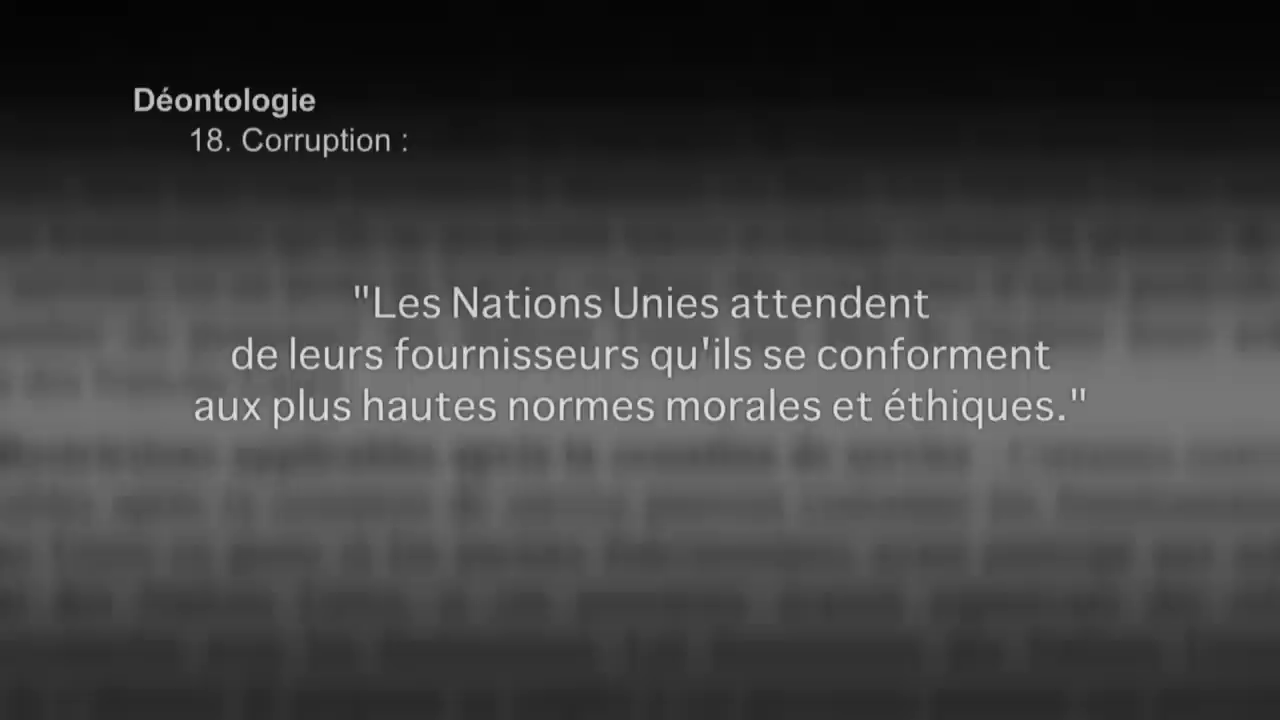 Déontologie
18. Corruption :
"Les Nations Unies attendent
de leurs fournisseurs qu'ils se conforment
aux plus hautes normes morales et éthiques."